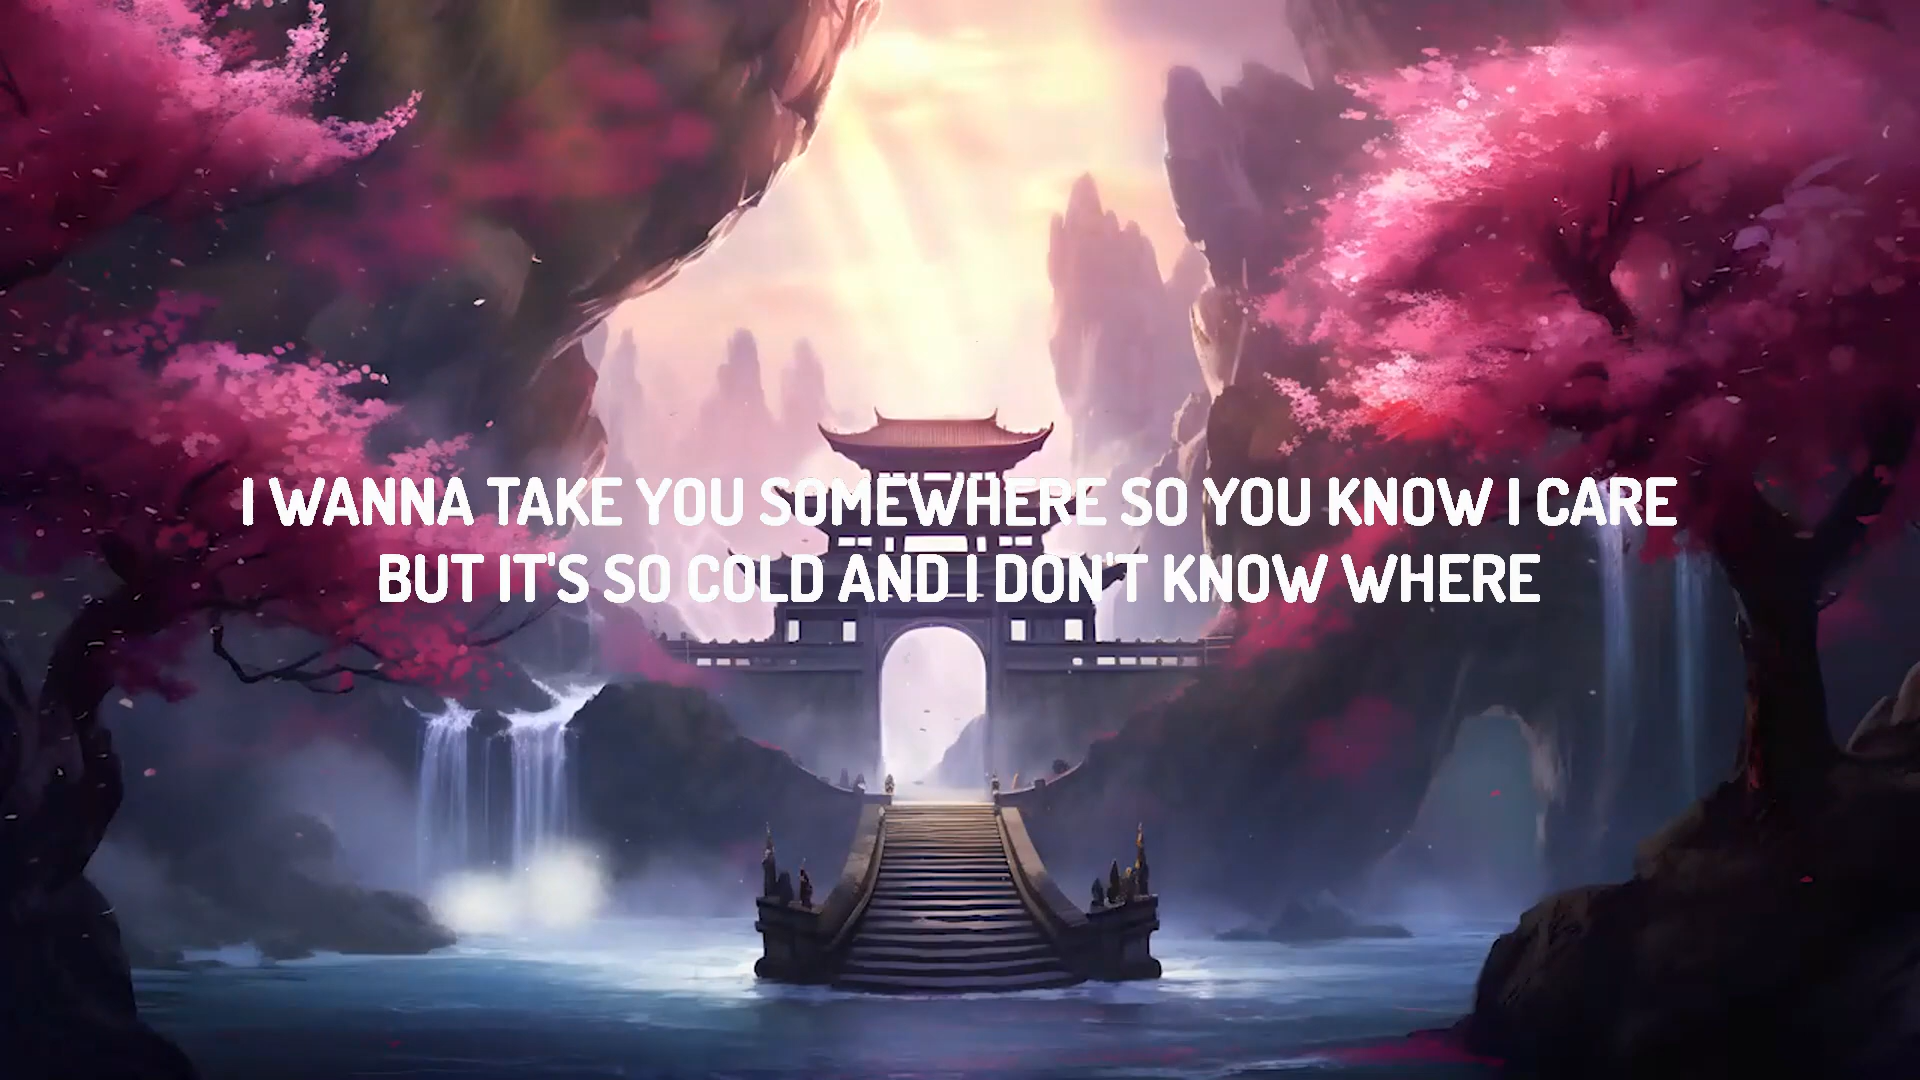 I WANNA TAKE YOU SOMEWHERE SO YOU KNOW I CARE
BUT IT'S SO COLD AND I DON'T KNOW WHERE